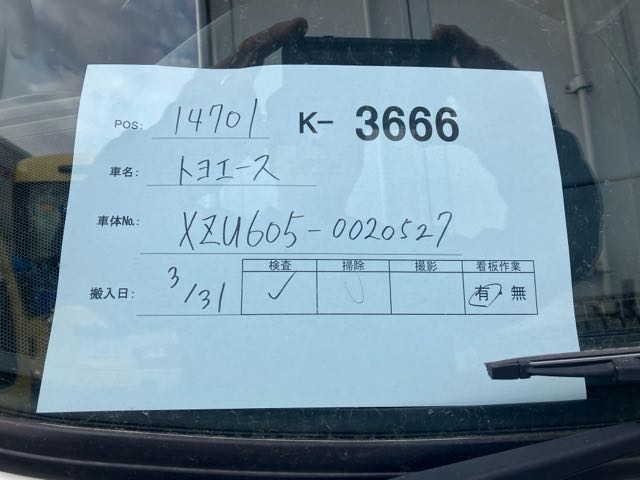 POS: 14701 K- 3666
車名: トヨエース
車体No.: XZU605-0020527
搬入日: 3/31
検査 掃除 撮影 看板作業
✓ 有・無